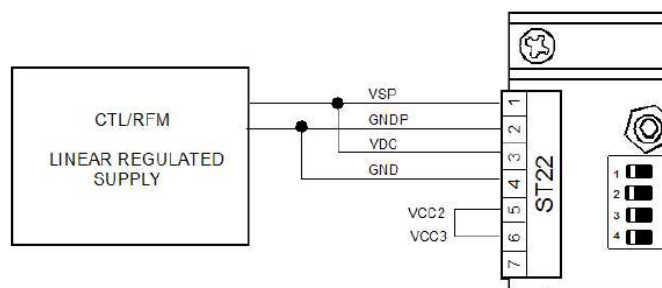 CTL/RFM
LINEAR REGULATED
SUPPLY
VSP
GNDP
VDC
GND
VCC2
VCC3
1
2
3
4
5
6
7
ST22
1
2
3
4